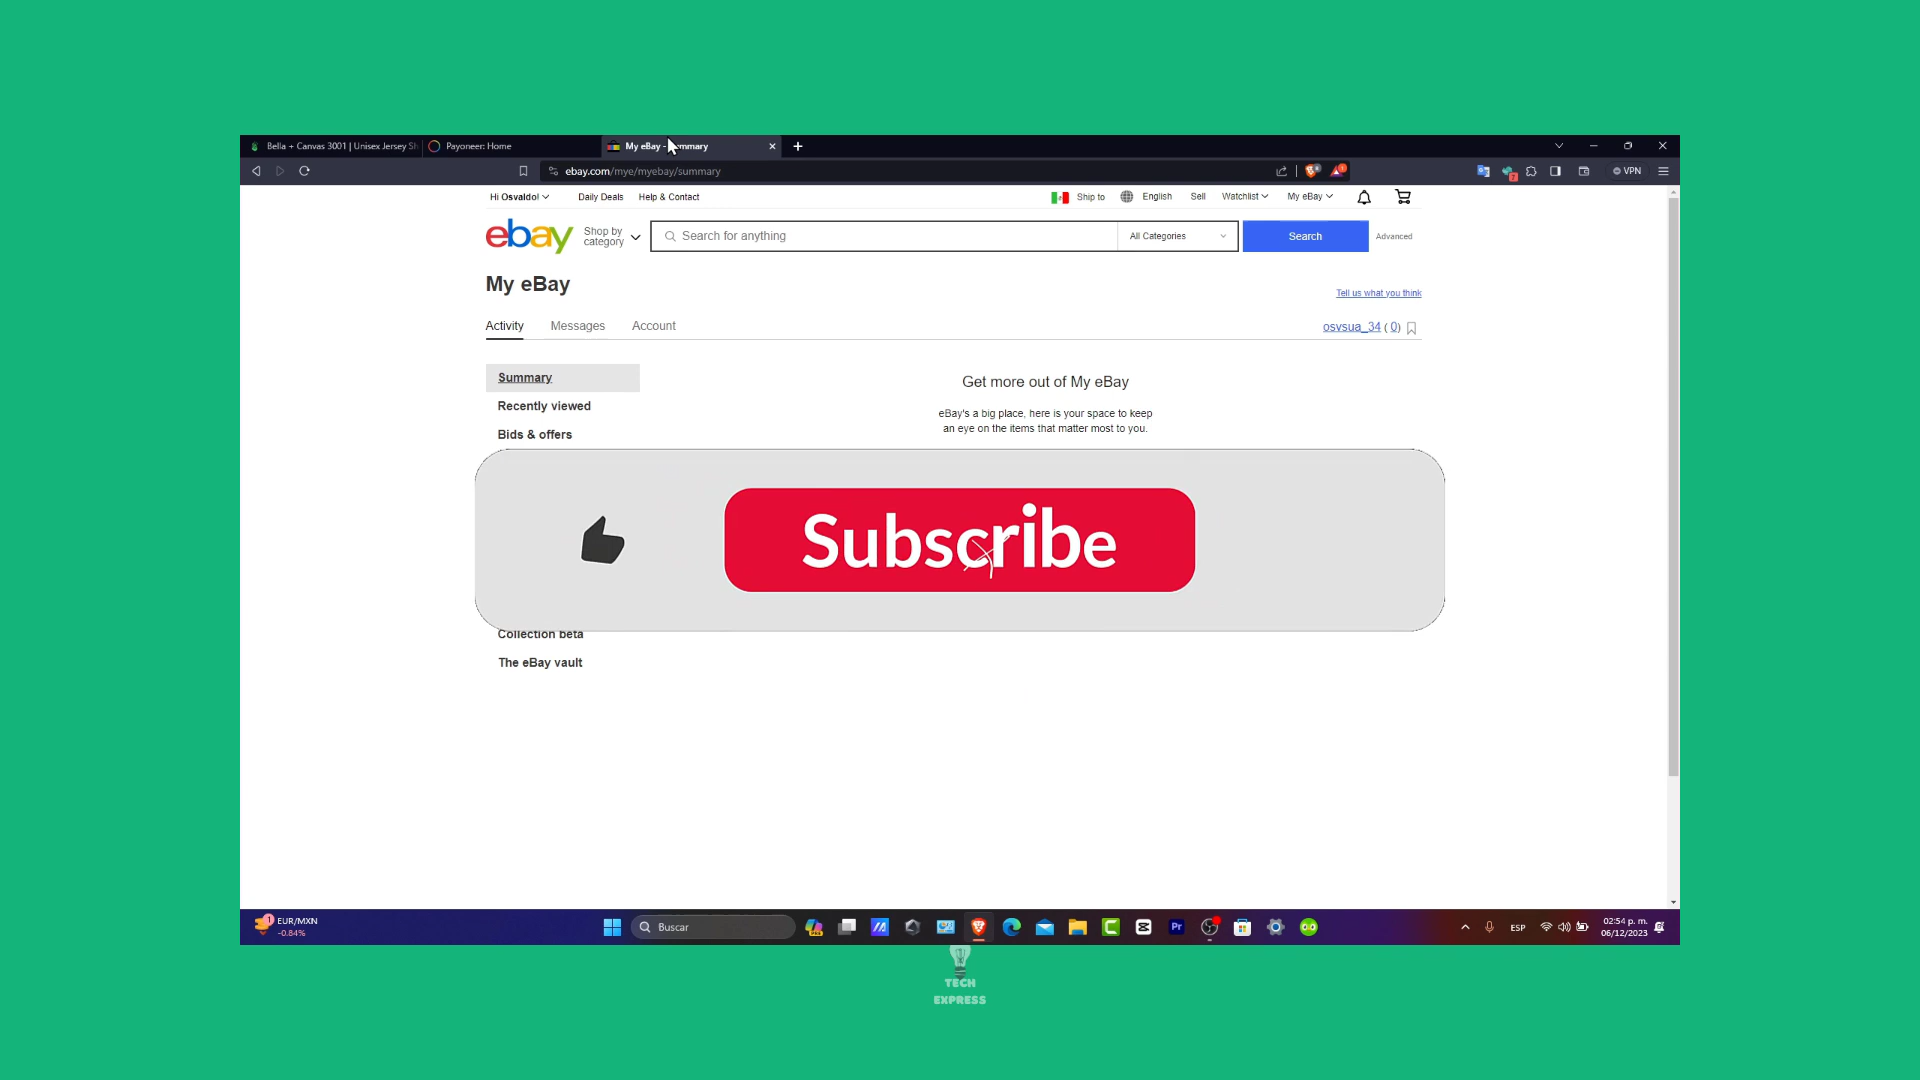 Bella + Canvas 3001 | Unisex Jersey Sh
Payoneer: Home
My eBay - Summary
ebay.com/mye/myebay/summary
VPN
Hi Osvaldo!
Daily Deals
Help & Contact
Ship to
English
Sell
Watchlist
My eBay
ebay
Shop by
category
Search for anything
All Categories
Search
Advanced
My eBay
Tell us what you think
Activity
Messages
Account
osvsua_34 (0)
Summary
Get more out of My eBay
Recently viewed
eBay's a big place, here is your space to keep
an eye on the items that matter most to you.
Bids & offers
Subscribe
Collection beta
The eBay vault
1
EUR/MXN
-0.84%
Buscar
Pr
ESP
02:54 p. m.
06/12/2023
TECH
EXPRESS